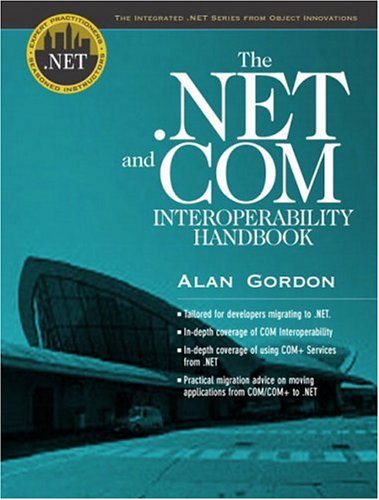 THE INTEGRATED .NET SERIES FROM OBJECT INNOVATIONS
EXPERT PRACTITIONERS
.NET
SEASONED INSTRUCTORS
The
.NET
and COM
INTEROPERABILITY
HANDBOOK
ALAN GORDON
▪ Tailored for developers migrating to .NET.
▪ In-depth coverage of COM Interoperability
▪ In-depth coverage of using COM+ Services
from .NET
▪ Practical migration advice on moving
applications from COM/COM+ to .NET